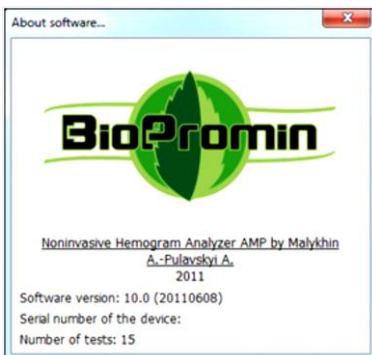 About software...
BioPromin
Noninvasive Hemogram Analyzer AMP by Malykhin
A.-Pulavskyi A.
2011
Software version: 10.0 (20110608)
Serial number of the device:
Number of tests: 15